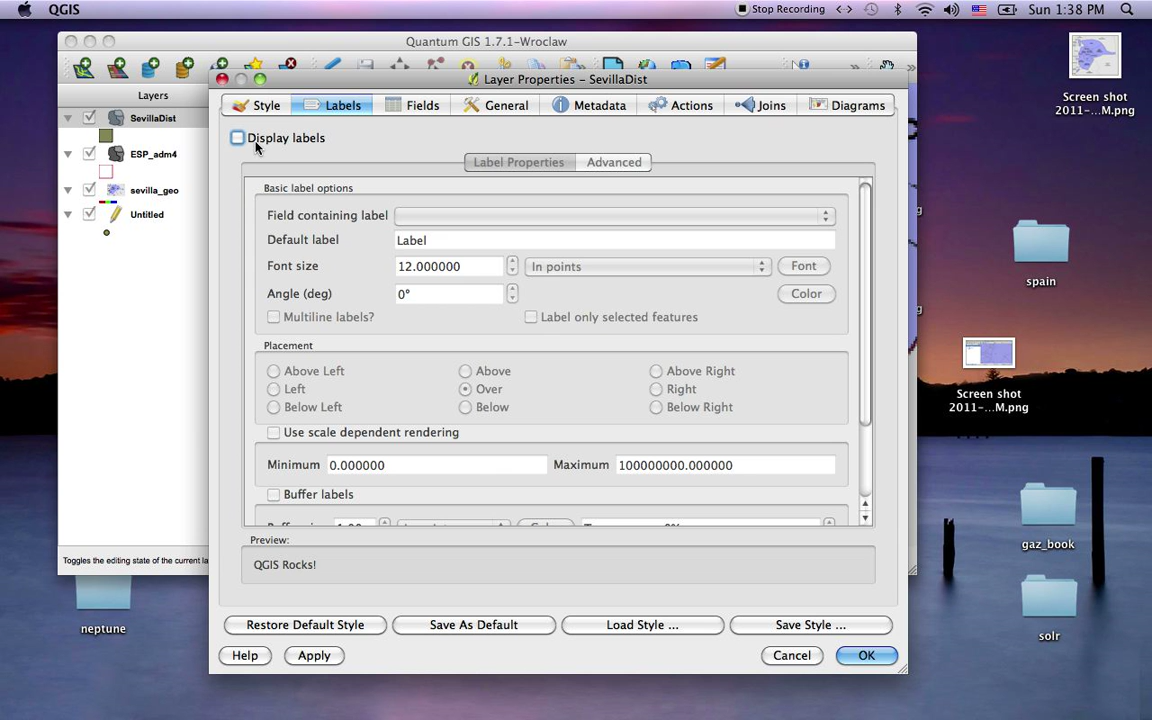 QGIS Stop Recording Sun 1:38 PM
Quantum GIS 1.7.1-Wroclaw
Layer Properties – SevillaDist
Layers
SevillaDist
ESP_adm4
sevilla_geo
Untitled
Style Labels Fields General Metadata Actions Joins Diagrams
Display labels
Label Properties Advanced
Basic label options
Field containing label
Default label Label
Font size 12.000000 In points Font
Angle (deg) 0° Color
Multiline labels? Label only selected features
Placement
Above Left Above Above Right
Left Over Right
Below Left Below Below Right
Use scale dependent rendering
Minimum 0.000000 Maximum 100000000.000000
Buffer labels
Preview:
QGIS Rocks!
Restore Default Style Save As Default Load Style ... Save Style ...
Help Apply Cancel OK
Toggles the editing state of the current la
neptune
Screen shot
2011-...M.png
spain
Screen shot
2011-...M.png
gaz_book
solr